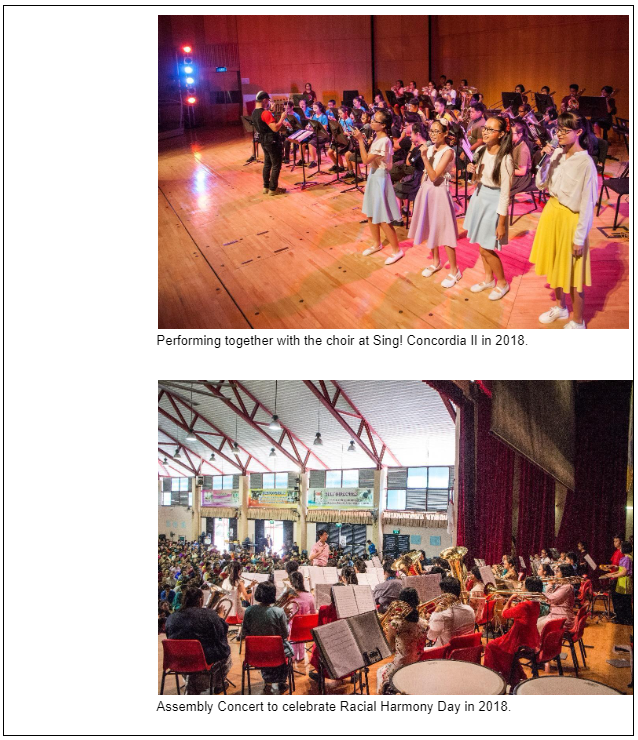 Performing together with the choir at Sing! Concordia II in 2018.
Assembly Concert to celebrate Racial Harmony Day in 2018.